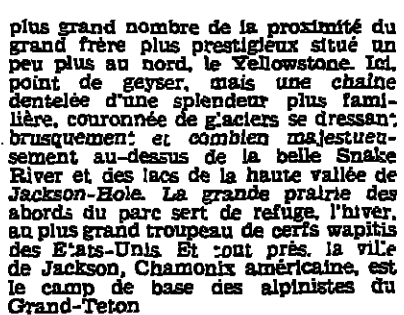 plus grand nombre de la proximité du
grand frère plus prestigieux situé un
peu plus au nord, le Yellowstone. Ici,
point de geyser, mais une chaîne
dentelée d'une splendeur plus fami-
lière, couronnée de glaciers se dressant
brusquement et combien majestueu-
sement au-dessus de la belle Snake
River et des lacs de la haute vallée de
Jackson-Hole. La grande prairie des
abords du parc sert de refuge, l'hiver,
au plus grand troupeau de cerfs wapitis
des Etats-Unis. Et tout près, la ville
de Jackson, Chamonix américaine, est
le camp de base des alpinistes du
Grand-Teton